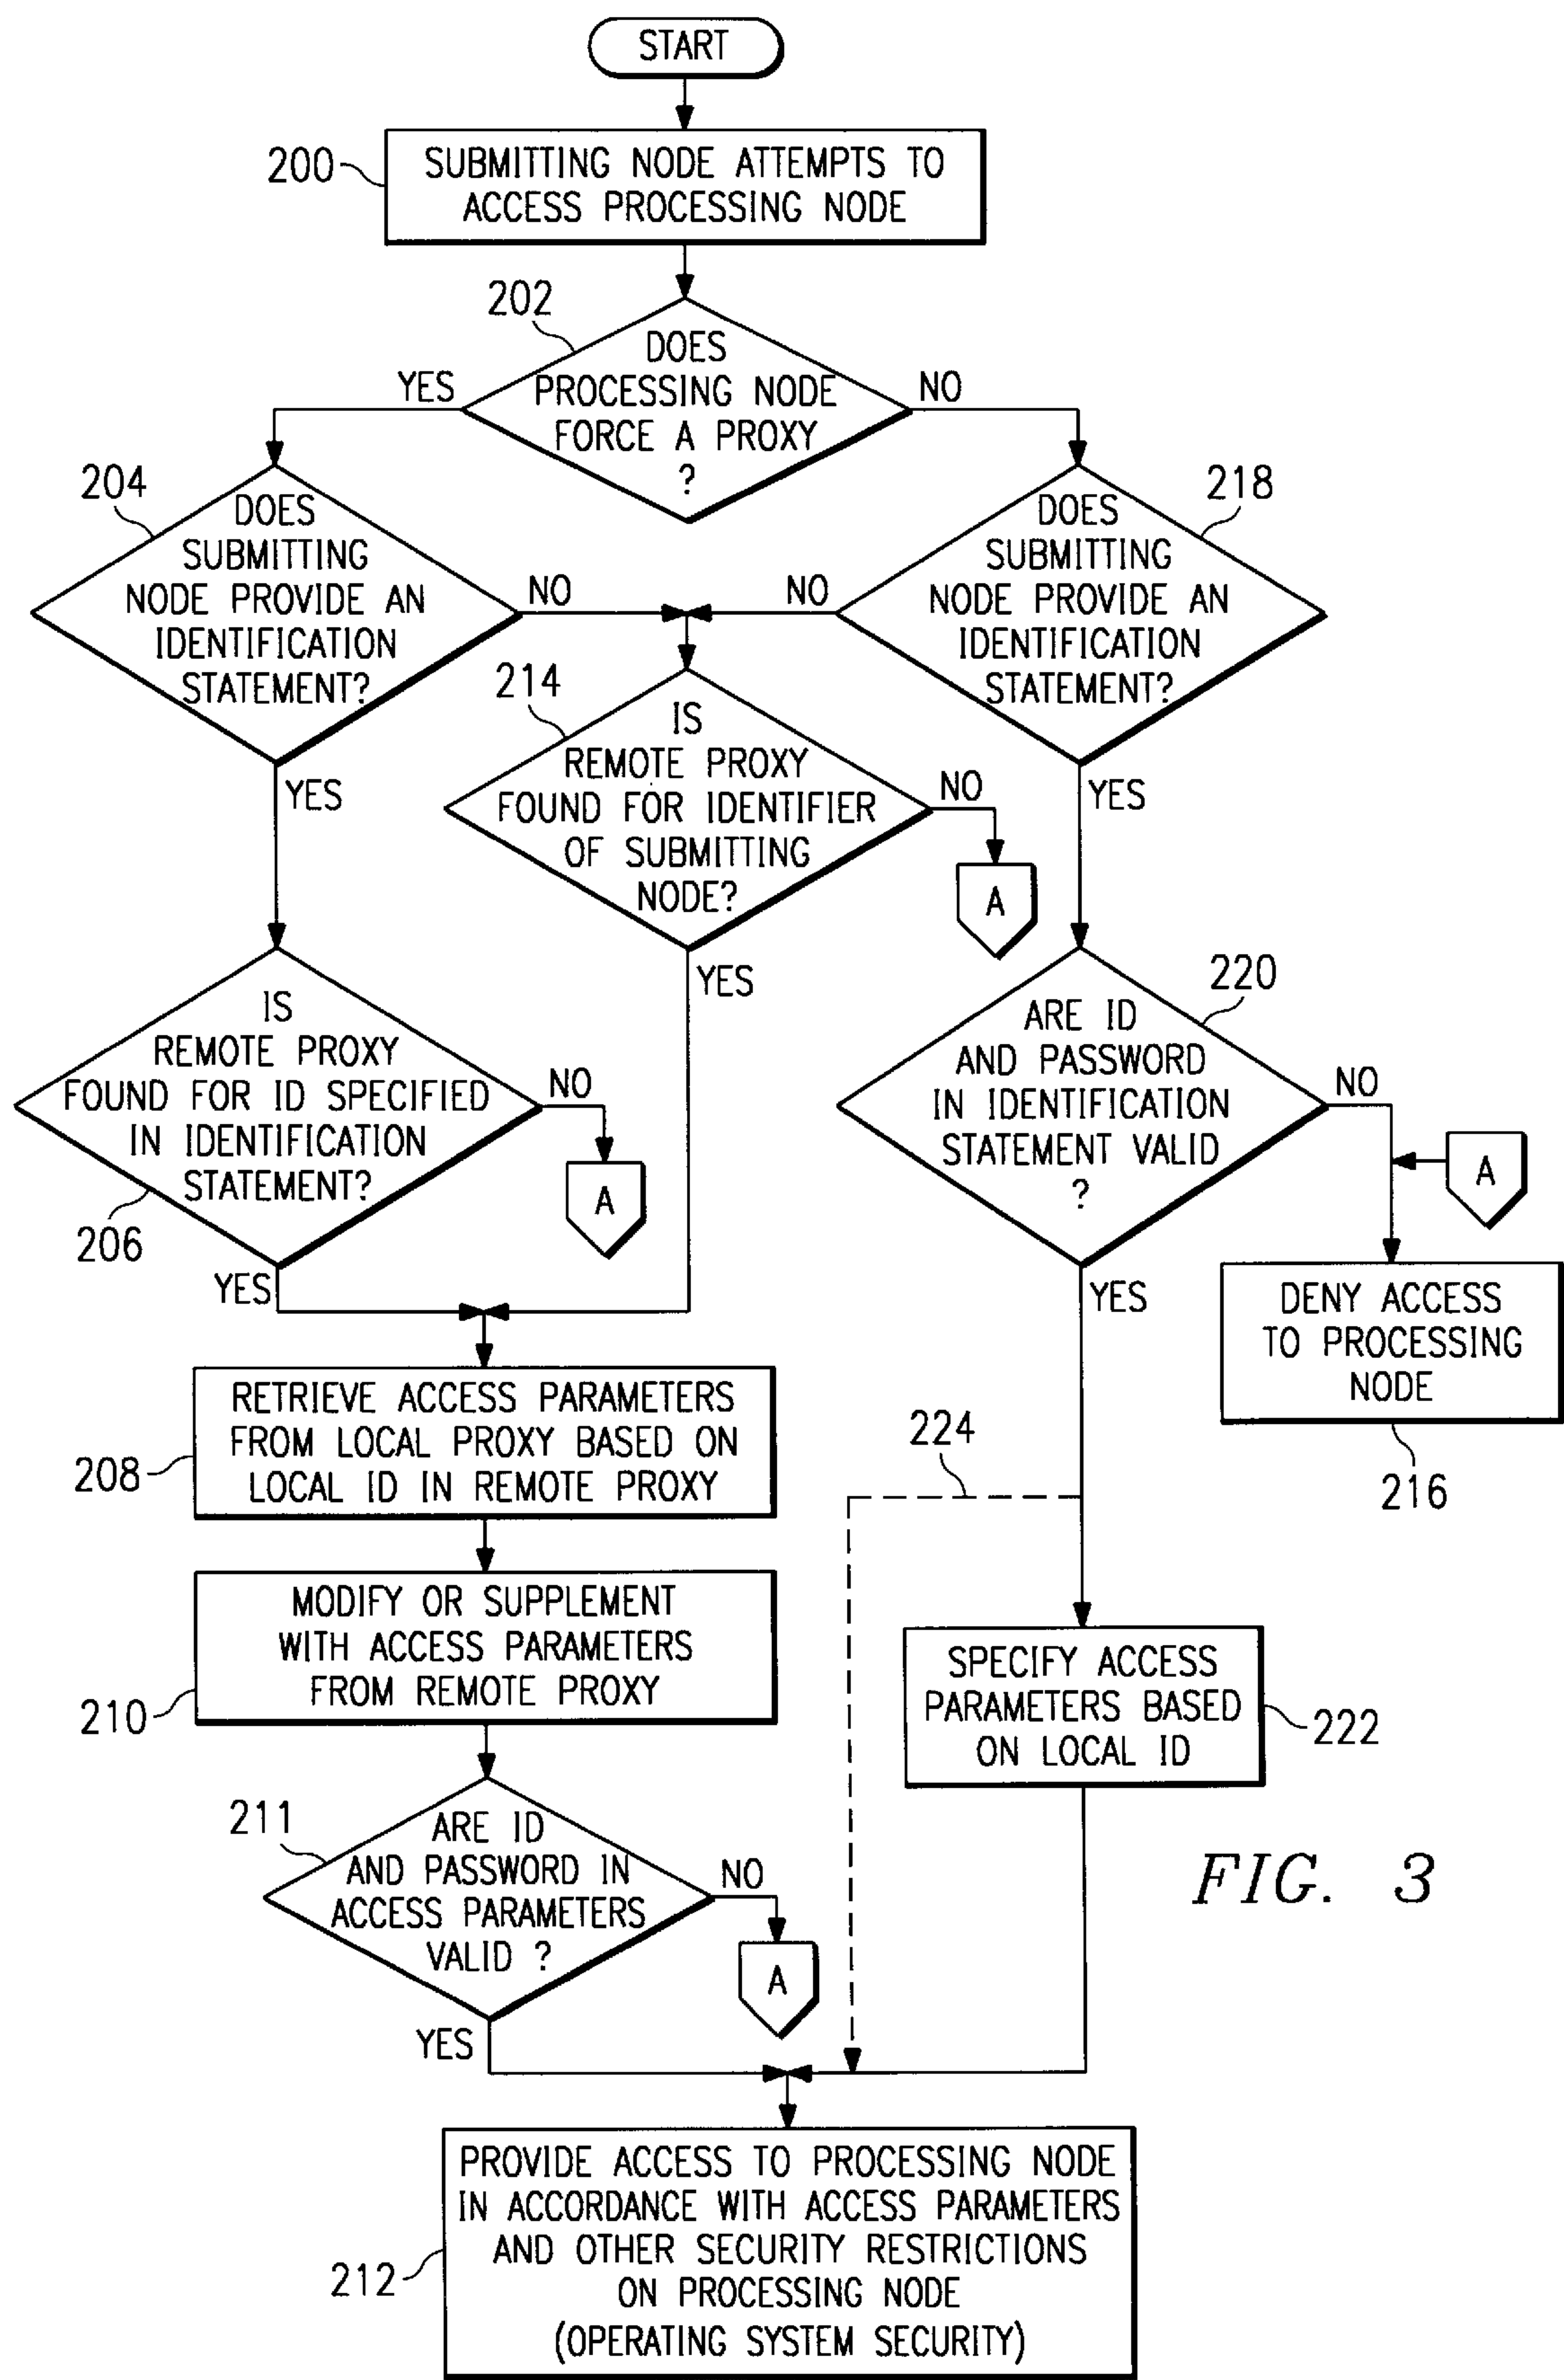 START
200
SUBMITTING NODE ATTEMPTS TO
ACCESS PROCESSING NODE
202
DOES
PROCESSING NODE
FORCE A PROXY
?
YES
NO
204
DOES
SUBMITTING
NODE PROVIDE AN
IDENTIFICATION
STATEMENT?
NO
YES
218
DOES
SUBMITTING
NODE PROVIDE AN
IDENTIFICATION
STATEMENT?
NO
YES
214
IS
REMOTE PROXY
FOUND FOR IDENTIFIER
OF SUBMITTING
NODE?
NO
A
YES
IS
REMOTE PROXY
FOUND FOR ID SPECIFIED
IN IDENTIFICATION
STATEMENT?
206
NO
A
YES
220
ARE ID
AND PASSWORD
IN IDENTIFICATION
STATEMENT VALID
?
NO
A
YES
DENY ACCESS
TO PROCESSING
NODE
216
RETRIEVE ACCESS PARAMETERS
FROM LOCAL PROXY BASED ON
LOCAL ID IN REMOTE PROXY
208
224
MODIFY OR SUPPLEMENT
WITH ACCESS PARAMETERS
FROM REMOTE PROXY
210
SPECIFY ACCESS
PARAMETERS BASED
ON LOCAL ID
222
211
ARE ID
AND PASSWORD IN
ACCESS PARAMETERS
VALID ?
NO
A
YES
FIG. 3
PROVIDE ACCESS TO PROCESSING NODE
IN ACCORDANCE WITH ACCESS PARAMETERS
AND OTHER SECURITY RESTRICTIONS
ON PROCESSING NODE
(OPERATING SYSTEM SECURITY)
212